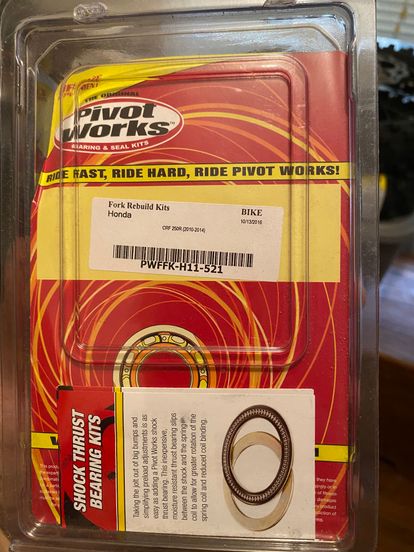 THE ORIGINAL
Pivot
Works™
BEARING & SEAL KITS
RIDE FAST, RIDE HARD, RIDE PIVOT WORKS!
Fork Rebuild Kits BIKE
Honda 10/13/2016
CRF 250R (2010-2014)
PWFFK-H11-521
SHOCK THRUST
BEARING KITS
Taking the jolt out of big bumps and
simplifying preload adjustments is as
easy as adding a Pivot Works shock
thrust bearing. This inexpensive,
moisture resistant thrust bearing slips
between the shock and the spring
coil to allow for greater rotation of the
spring coil and reduced coil binding.